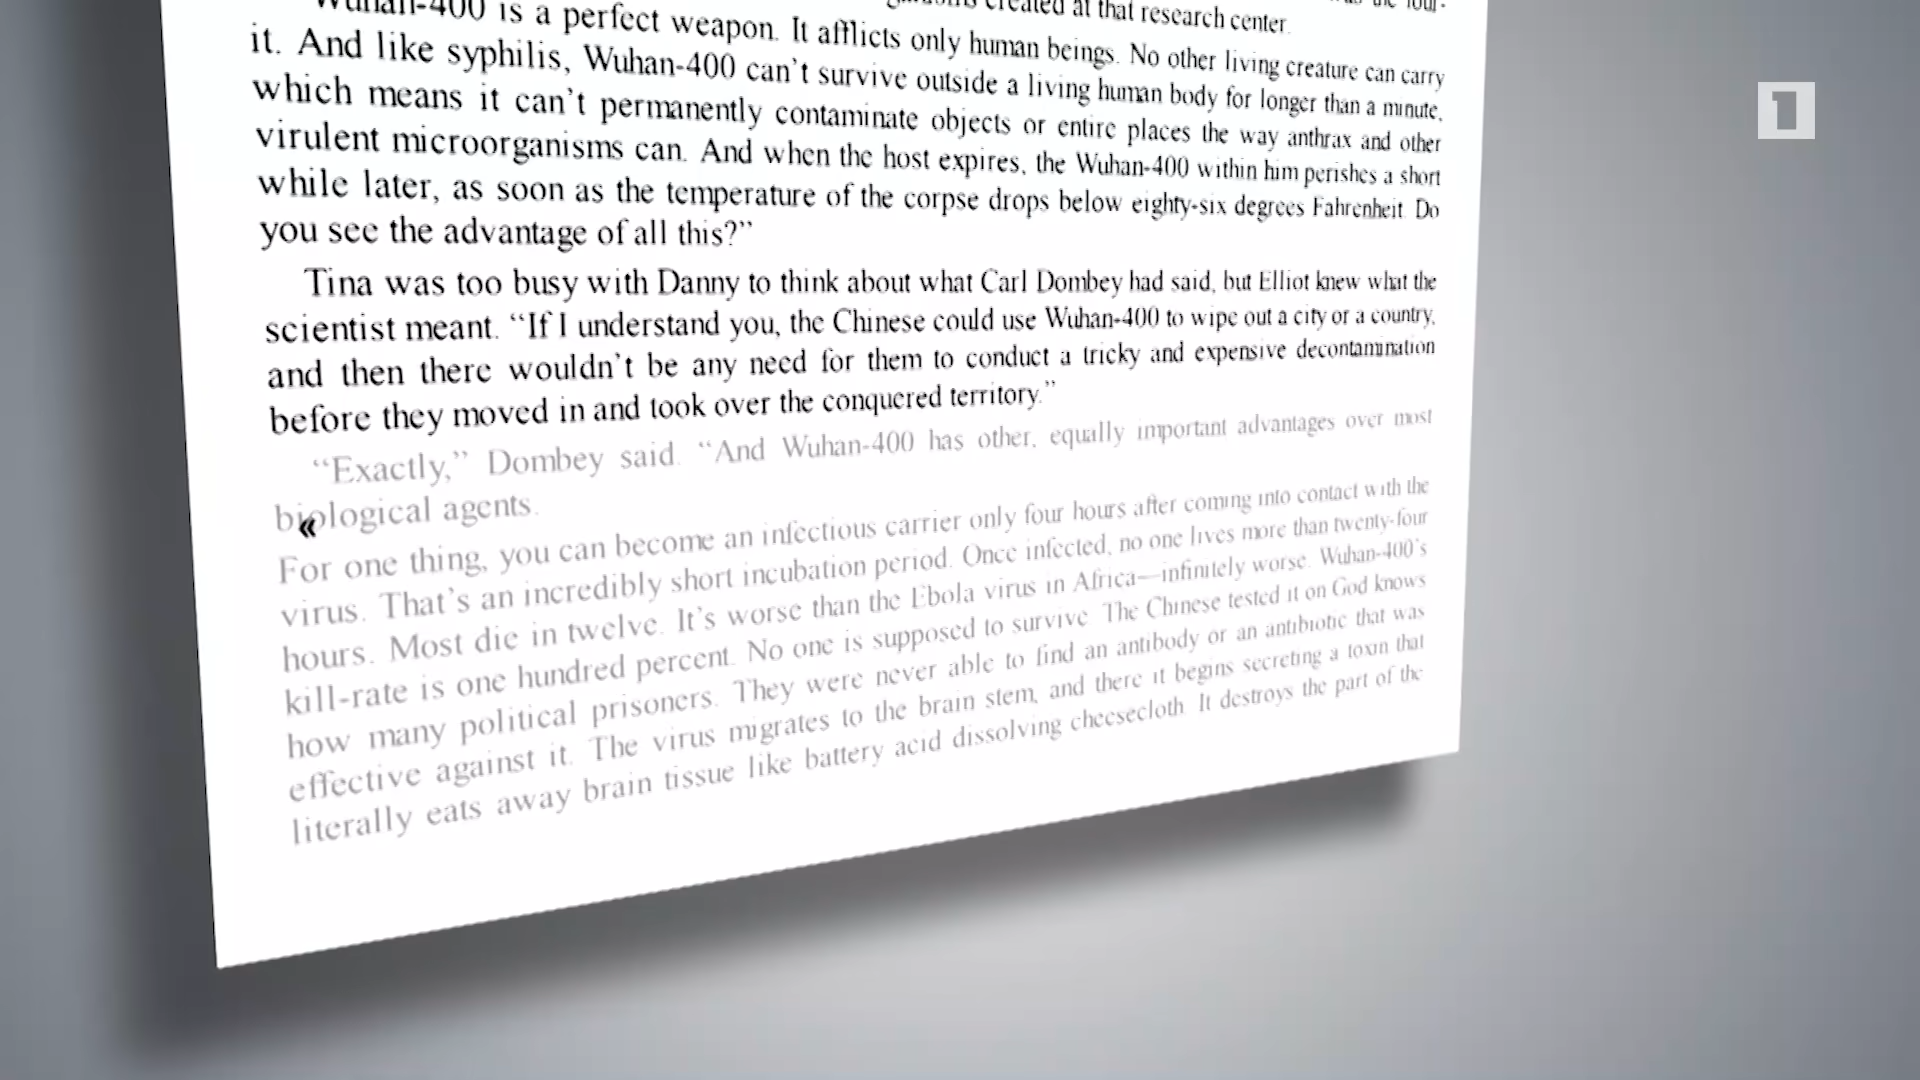 created at that research center.
Wuhan-400 is a perfect weapon. It afflicts only human beings. No other living creature can carry
it. And like syphilis, Wuhan-400 can't survive outside a living human body for longer than a minute,
which means it can't permanently contaminate objects or entire places the way anthrax and other
virulent microorganisms can. And when the host expires, the Wuhan-400 within him perishes a short
while later, as soon as the temperature of the corpse drops below eighty-six degrees Fahrenheit. Do
you see the advantage of all this?”
Tina was too busy with Danny to think about what Carl Dombey had said, but Elliot knew what the
scientist meant. “If I understand you, the Chinese could use Wuhan-400 to wipe out a city or a country,
and then there wouldn't be any need for them to conduct a tricky and expensive decontamination
before they moved in and took over the conquered territory.”
“Exactly,” Dombey said. “And Wuhan-400 has other, equally important advantages over most
biological agents.
«
For one thing, you can become an infectious carrier only four hours after coming into contact with the
virus. That's an incredibly short incubation period. Once infected, no one lives more than twenty-four
hours. Most die in twelve. It's worse than the Ebola virus in Africa—infinitely worse. Wuhan-400's
kill-rate is one hundred percent. No one is supposed to survive. The Chinese tested it on God knows
how many political prisoners. They were never able to find an antibody or an antibiotic that was
effective against it. The virus migrates to the brain stem, and there it begins secreting a toxin that
literally eats away brain tissue like battery acid dissolving cheesecloth. It destroys the part of the
1